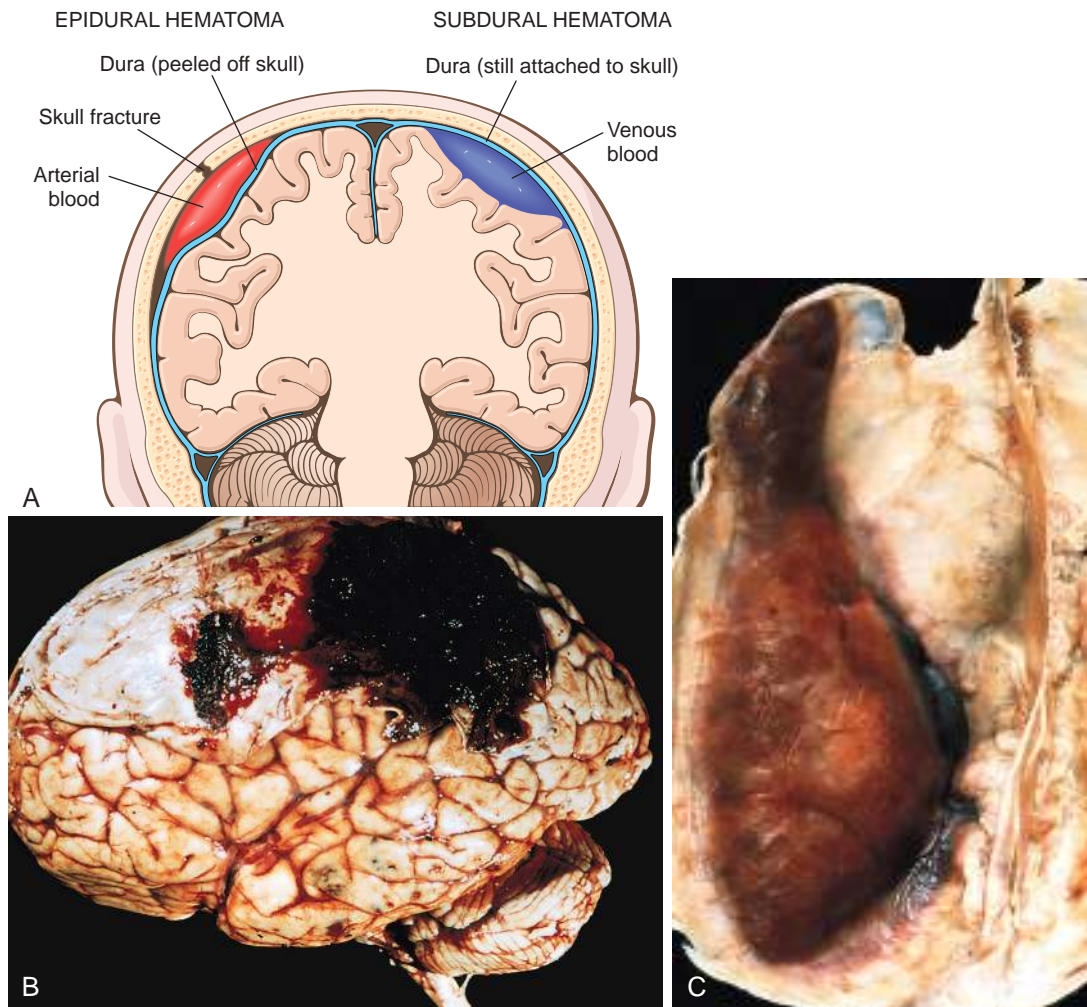 EPIDURAL HEMATOMA
SUBDURAL HEMATOMA
Dura (peeled off skull)
Dura (still attached to skull)
Skull fracture
Venous
blood
Arterial
blood
A
B
C